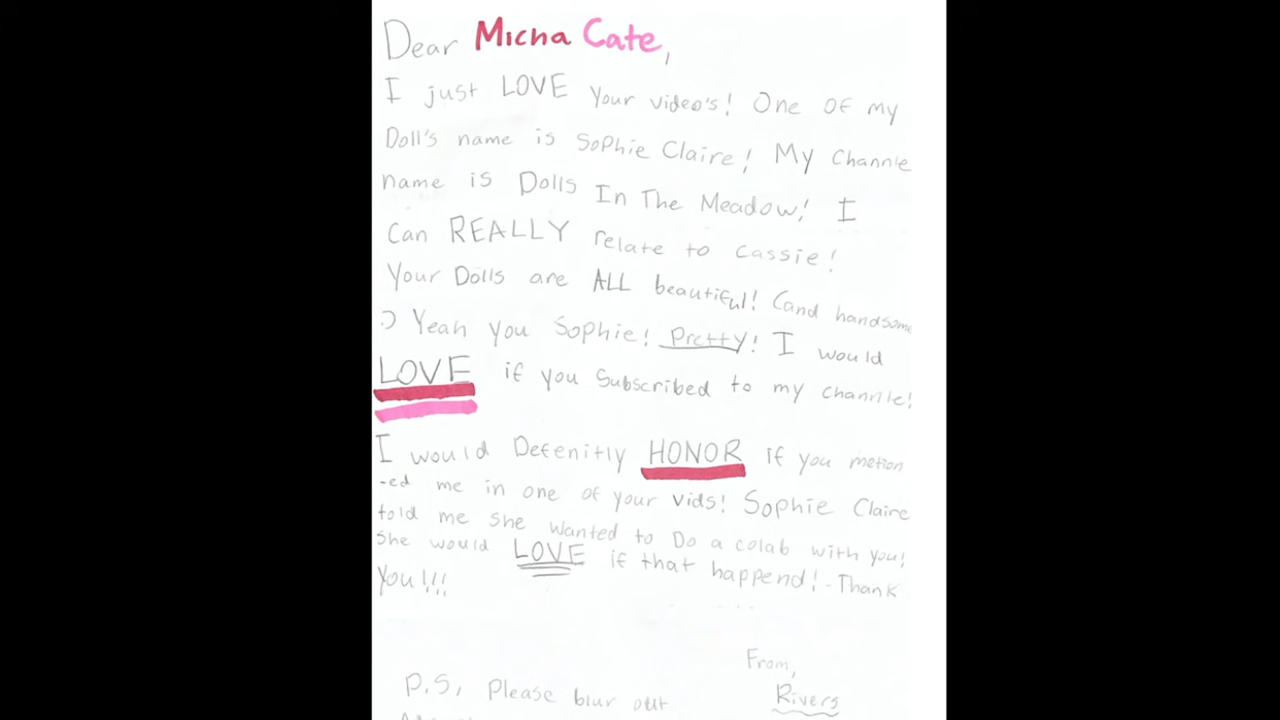 Dear Micha Cate,
I just LOVE Your video's! One of my
Doll's name is Sophie Claire! My Channle
name is Dolls In The Meadow! I
can REALLY relate to Cassie!
Your Dolls are ALL beautiful! (and handsome
:) Yeah you Sophie! Pretty! I would
LOVE if you Subscribed to my channle!
I would Defenitly HONOR if you metion
-ed me in one of your vids! Sophie Claire
told me she wanted to Do a colab with you!
She would LOVE if that happend! - Thank
You!!!
From,
Rivers
P.S, Please blur out